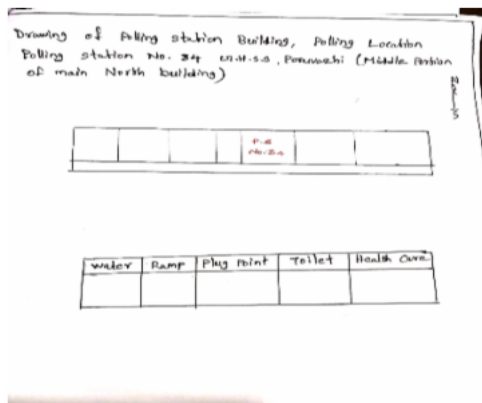 Drawing of Polling station Building, Polling Location
Polling station No. 34 , Poruvazhi (Middle Portion
of main North building)
P.S
No-34
Water Ramp Plug Point Toilet Health Care